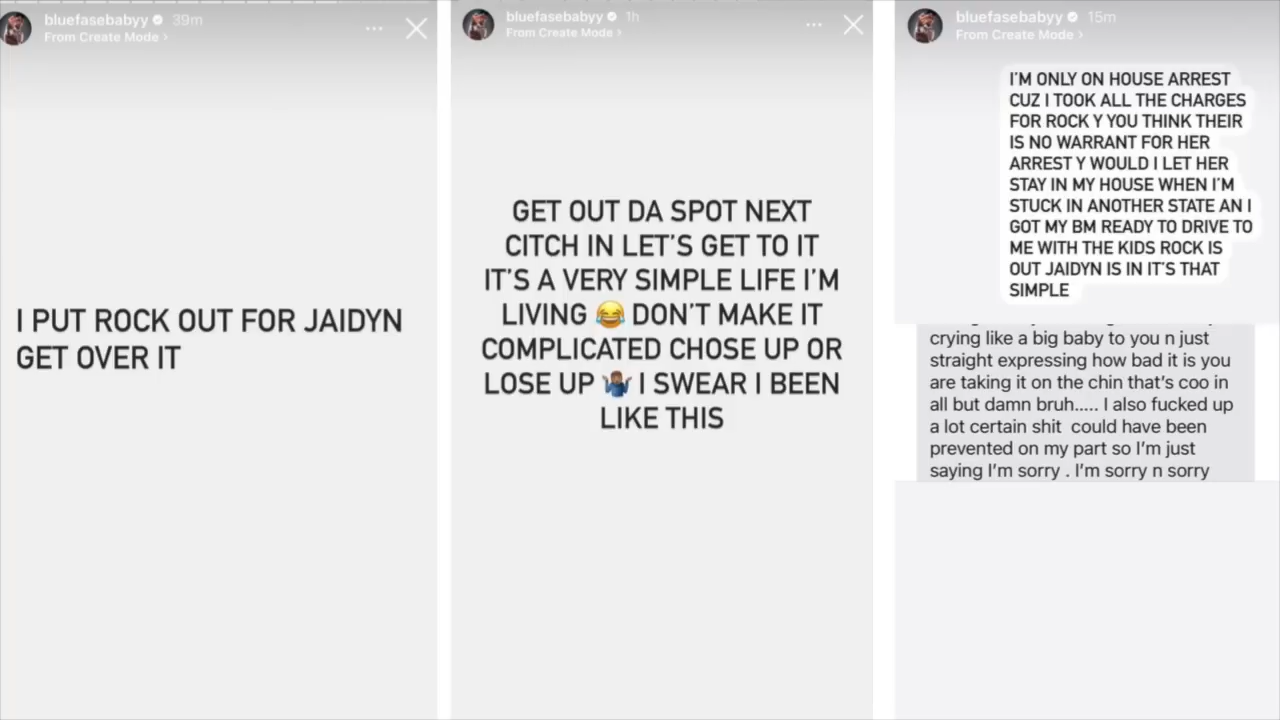 bluefasebabyy 39m
From Create Mode >
I PUT ROCK OUT FOR JAIDYN
GET OVER IT
bluefasebabyy 1h
From Create Mode >
GET OUT DA SPOT NEXT
CITCH IN LET'S GET TO IT
IT'S A VERY SIMPLE LIFE I'M
LIVING 😂 DON'T MAKE IT
COMPLICATED CHOSE UP OR
LOSE UP 🤷🏾‍♂️ I SWEAR I BEEN
LIKE THIS
bluefasebabyy 15m
From Create Mode >
I'M ONLY ON HOUSE ARREST
CUZ I TOOK ALL THE CHARGES
FOR ROCK Y YOU THINK THEIR
IS NO WARRANT FOR HER
ARREST Y WOULD I LET HER
STAY IN MY HOUSE WHEN I'M
STUCK IN ANOTHER STATE AN I
GOT MY BM READY TO DRIVE TO
ME WITH THE KIDS ROCK IS
OUT JAIDYN IS IN IT'S THAT
SIMPLE
crying like a big baby to you n just
straight expressing how bad it is you
are taking it on the chin that's coo in
all but damn bruh..... I also fucked up
a lot certain shit  could have been
prevented on my part so I'm just
saying I'm sorry . I'm sorry n sorry